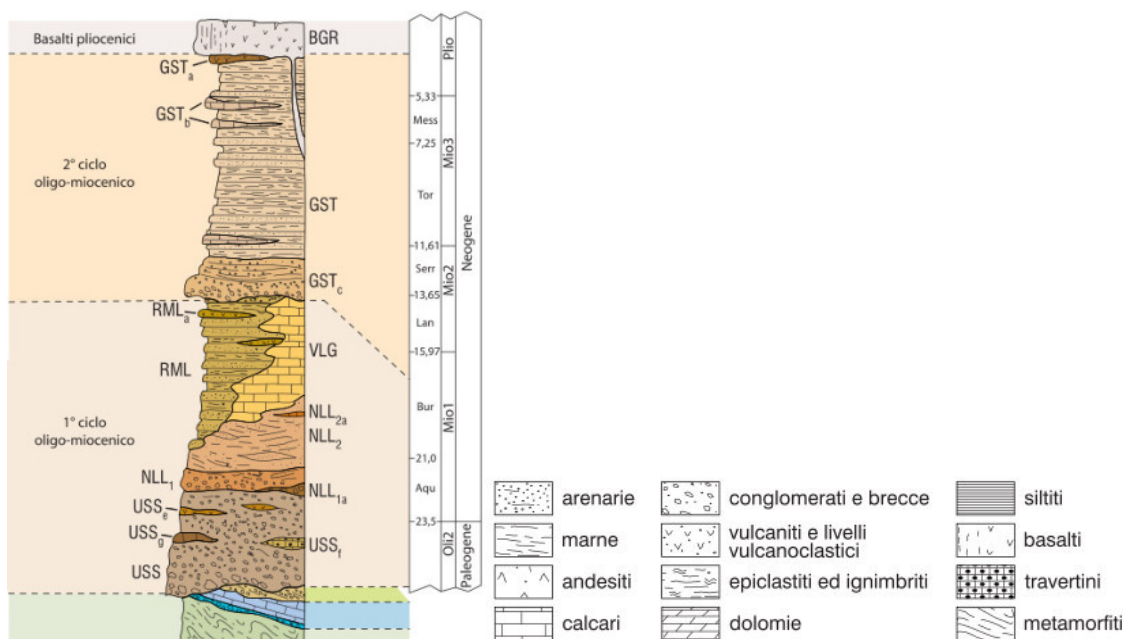 Basalti pliocenici
BGR
GSTa
GSTb
2° ciclo
oligo-miocenico
GST
GSTc
RMLa
RML
VLG
1° ciclo
oligo-miocenico
NLL2a
NLL2
NLL1
NLL1a
USSe
USSg
USSf
USS
Plio
5,33
Mess
7,25
Mio3
Tor
11,61
Serr
Mio2
13,65
Lan
15,97
Bur
Mio1
21,0
Aqu
23,5
Oli2
Neogene
Paleogene
arenarie
conglomerati e brecce
siltiti
marne
vulcaniti e livelli
vulcanoclastici
basalti
andesiti
epiclastiti ed ignimbriti
travertini
calcari
dolomie
metamorfiti